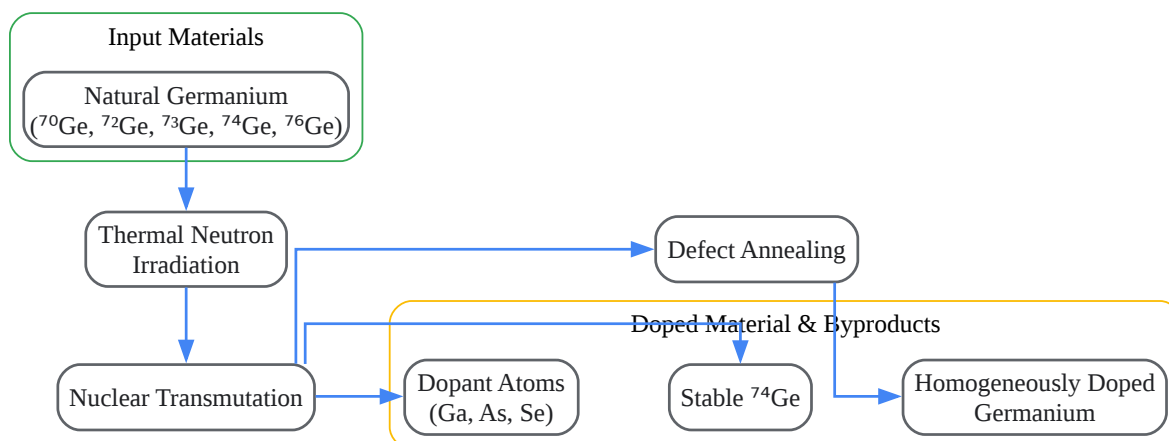 Input Materials
Natural Germanium
(⁷⁰Ge, ⁷²Ge, ⁷³Ge, ⁷⁴Ge, ⁷⁶Ge)
Thermal Neutron
Irradiation
Defect Annealing
Doped Material & Byproducts
Nuclear Transmutation
Dopant Atoms
(Ga, As, Se)
Stable ⁷⁴Ge
Homogeneously Doped
Germanium